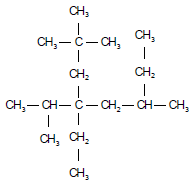 CH₃
CH₃ — C — CH₃ CH₃
CH₂ CH₂
CH₃ — CH — C — CH₂ — CH — CH₃
CH₃ CH₂
CH₃